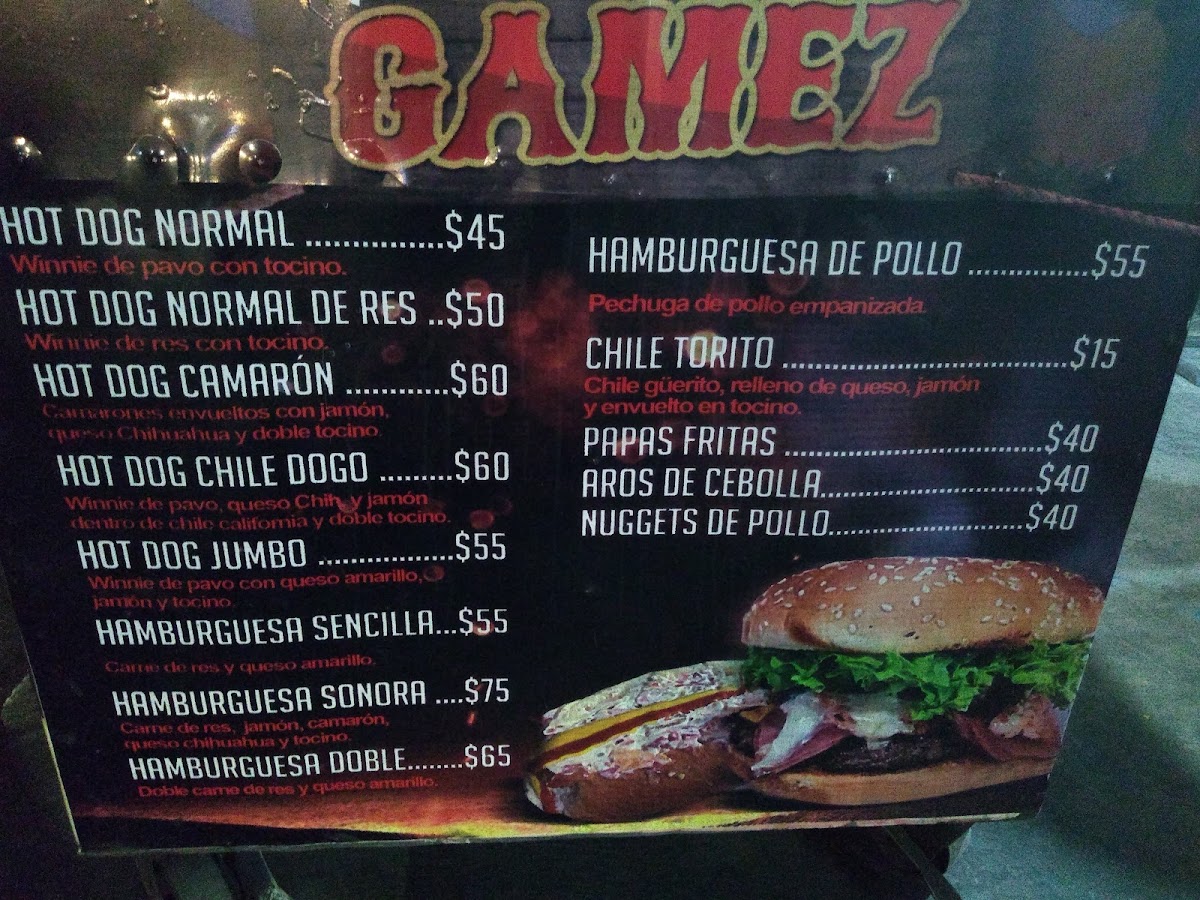 GAMEZ
HOT DOG NORMAL ................$45
Winnie de pavo con tocino.
HOT DOG NORMAL DE RES ..$50
Winnie de res con tocino.
HOT DOG CAMARÓN ............$60
Camarones envueltos con jamón,
queso Chihuahua y doble tocino.
HOT DOG CHILE DOGO .........$60
Winnie de pavo, queso Chih. y jamón
dentro de chile california y doble tocino.
HOT DOG JUMBO ...............$55
Winnie de pavo con queso amarillo,
jamón y tocino.
HAMBURGUESA SENCILLA...$55
Carne de res y queso amarillo.
HAMBURGUESA SONORA ....$75
Carne de res, jamón, camarón,
queso chihuahua y tocino.
HAMBURGUESA DOBLE........$65
Doble carne de res y queso amarillo.
HAMBURGUESA DE POLLO ...............$55
Pechuga de pollo empanizada.
CHILE TORITO ....................................$15
Chile güerito, relleno de queso, jamón
y envuelto en tocino.
PAPAS FRITAS .................................$40
AROS DE CEBOLLA............................$40
NUGGETS DE POLLO.........................$40